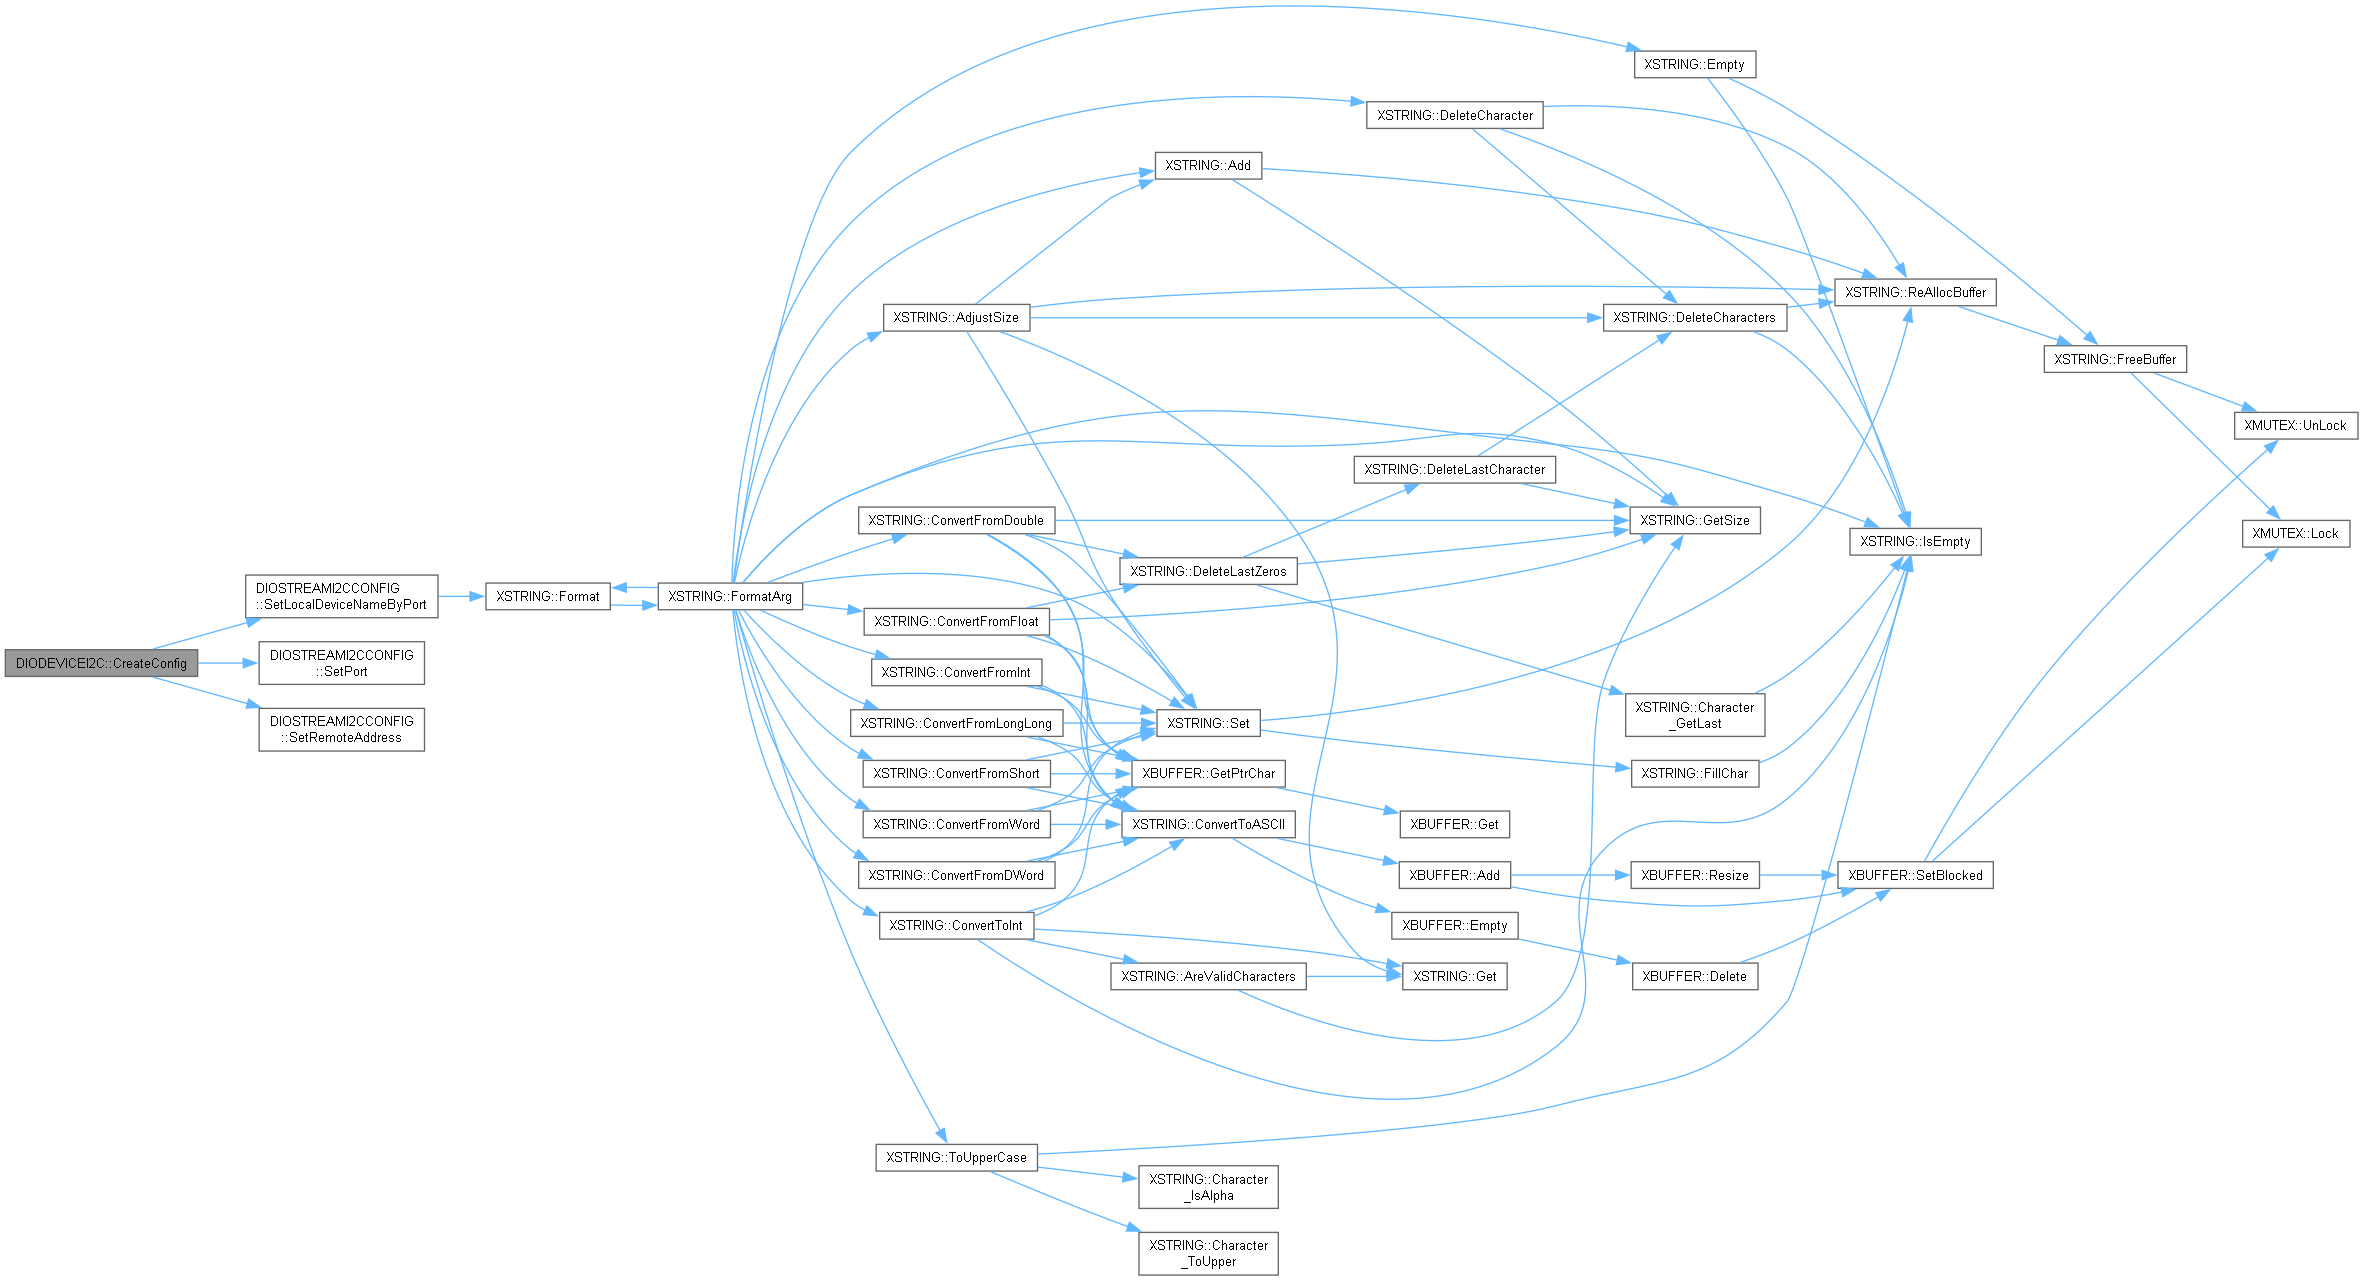 XSTRING::Empty
XSTRING::DeleteCharacter
XSTRING::Add
XSTRING::ReAllocBuffer
XSTRING::AdjustSize
XSTRING::DeleteCharacters
XSTRING::FreeBuffer
XMUTEX::UnLock
XSTRING::DeleteLastCharacter
XSTRING::ConvertFromDouble
XSTRING::GetSize
XMUTEX::Lock
XSTRING::IsEmpty
XSTRING::DeleteLastZeros
DIOSTREAMI2CCONFIG
::SetLocalDeviceNameByPort
XSTRING::Format
XSTRING::FormatArg
XSTRING::ConvertFromFloat
DIODEVICEI2C::CreateConfig
DIOSTREAMI2CCONFIG
::SetPort
XSTRING::ConvertFromInt
DIOSTREAMI2CCONFIG
::SetRemoteAddress
XSTRING::ConvertFromLongLong
XSTRING::Set
XSTRING::Character
_GetLast
XSTRING::ConvertFromShort
XBUFFER::GetPtrChar
XSTRING::FillChar
XSTRING::ConvertFromWord
XSTRING::ConvertToASCII
XBUFFER::Get
XSTRING::ConvertFromDWord
XBUFFER::Add
XBUFFER::Resize
XBUFFER::SetBlocked
XSTRING::ConvertToInt
XBUFFER::Empty
XSTRING::AreValidCharacters
XSTRING::Get
XBUFFER::Delete
XSTRING::ToUpperCase
XSTRING::Character
_IsAlpha
XSTRING::Character
_ToUpper